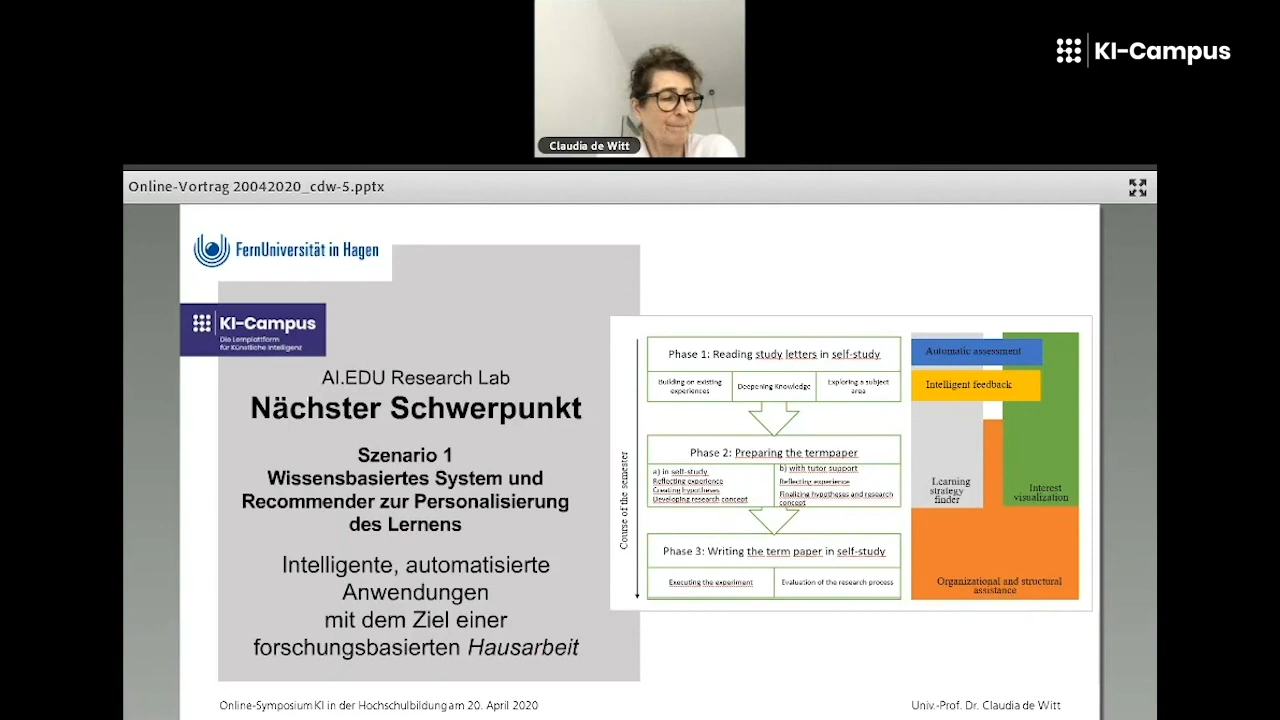 KI-Campus
Claudia de Witt
Online-Vortrag 20042020_cdw-5.pptx
FernUniversität in Hagen
KI-Campus
Die Lernplattform
für Künstliche Intelligenz
AI.EDU Research Lab
Nächster Schwerpunkt
Szenario 1
Wissensbasiertes System und
Recommender zur Personalisierung
des Lernens
Intelligente, automatisierte
Anwendungen
mit dem Ziel einer
forschungsbasierten Hausarbeit
Course of the semester
Phase 1: Reading study letters in self-study
Building on existing
experiences
Deepening Knowledge
Exploring a subject
area
Phase 2: Preparing the termpaper
a) in self-study
Reflecting experience
Creating hypotheses
Developing research concept
b) with tutor support
Reflecting experience
Finalizing hypotheses and research
concept
Phase 3: Writing the term paper in self-study
Executing the experiment
Evaluation of the research process
Automatic assessment
Intelligent feedback
Learning
strategy
finder
Interest
visualization
Organizational and structural
assistance
Online-Symposium KI in der Hochschulbildung am 20. April 2020
Univ.-Prof. Dr. Claudia de Witt